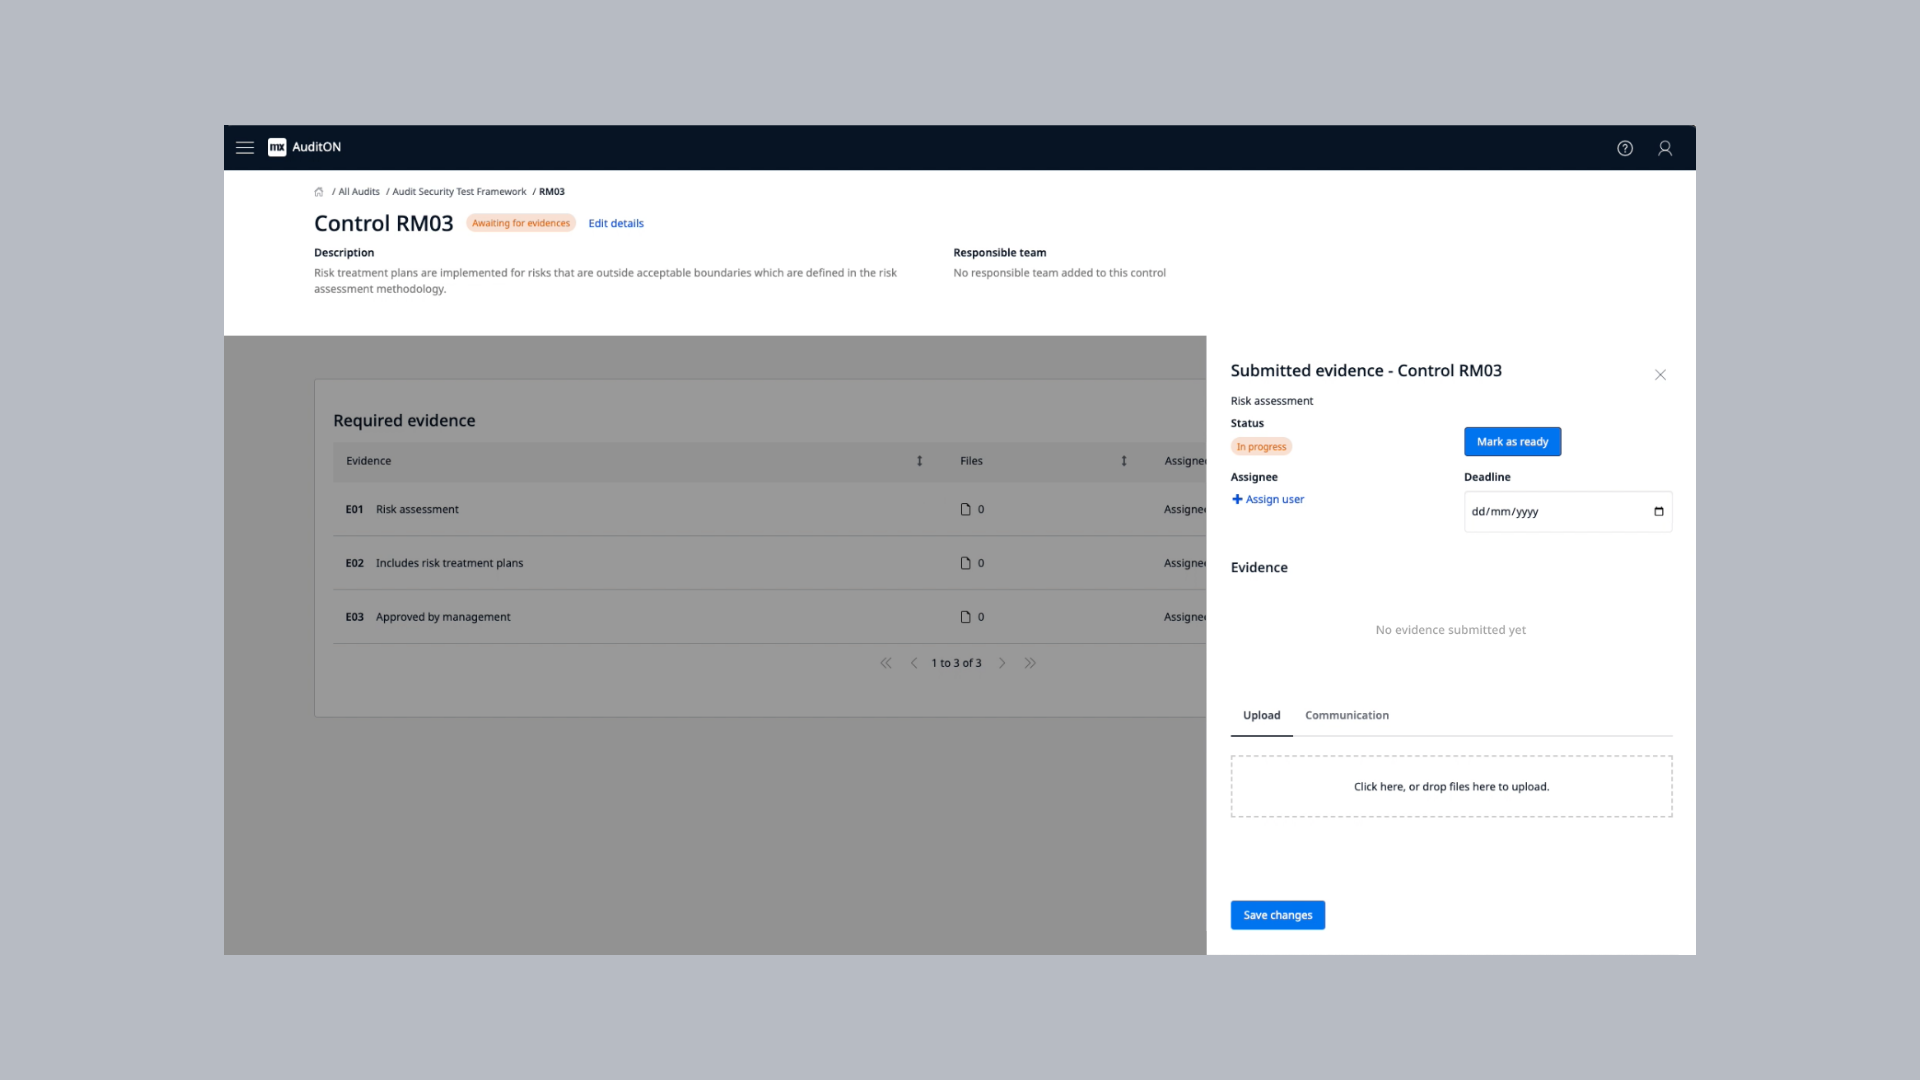 mx AuditON
/ All Audits / Audit Security Test Framework / RM03
Control RM03 Awaiting for evidences Edit details
Description
Risk treatment plans are implemented for risks that are outside acceptable boundaries which are defined in the risk
assessment methodology.
Responsible team
No responsible team added to this control
Required evidence
Evidence Files Assigne
E01 Risk assessment 0 Assigne
E02 Includes risk treatment plans 0 Assigne
E03 Approved by management 0 Assigne
1 to 3 of 3
Submitted evidence - Control RM03
Risk assessment
Status
In progress
Mark as ready
Assignee
Assign user
Deadline
dd/mm/yyyy
Evidence
No evidence submitted yet
Upload Communication
Click here, or drop files here to upload.
Save changes